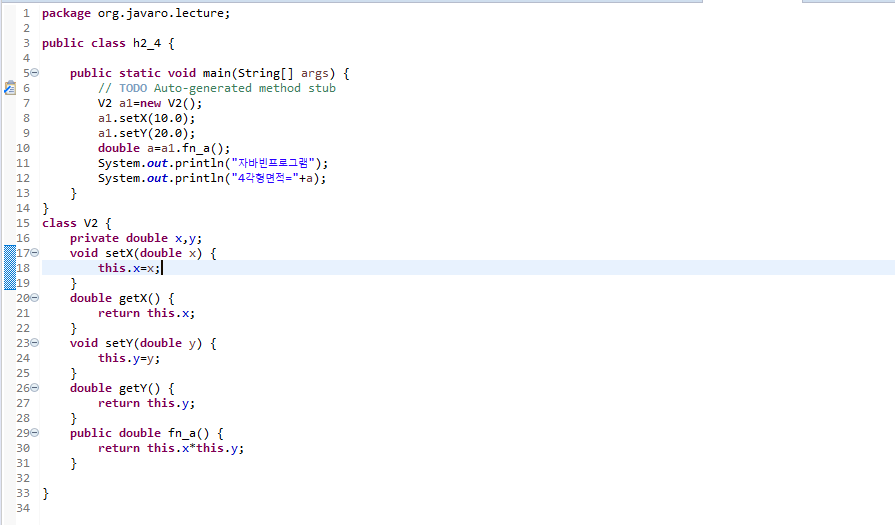 1 package org.javaro.lecture;
2
3 public class h2_4 {
4
5 public static void main(String[] args) {
6 // TODO Auto-generated method stub
7 V2 a1=new V2();
8 a1.setX(10.0);
9 a1.setY(20.0);
10 double a=a1.fn_a();
11 System.out.println("자바빈프로그램");
12 System.out.println("4각형면적="+a);
13 }
14 }
15 class V2 {
16 private double x,y;
17 void setX(double x) {
18 this.x=x;
19 }
20 double getX() {
21 return this.x;
22 }
23 void setY(double y) {
24 this.y=y;
25 }
26 double getY() {
27 return this.y;
28 }
29 public double fn_a() {
30 return this.x*this.y;
31 }
32
33 }
34